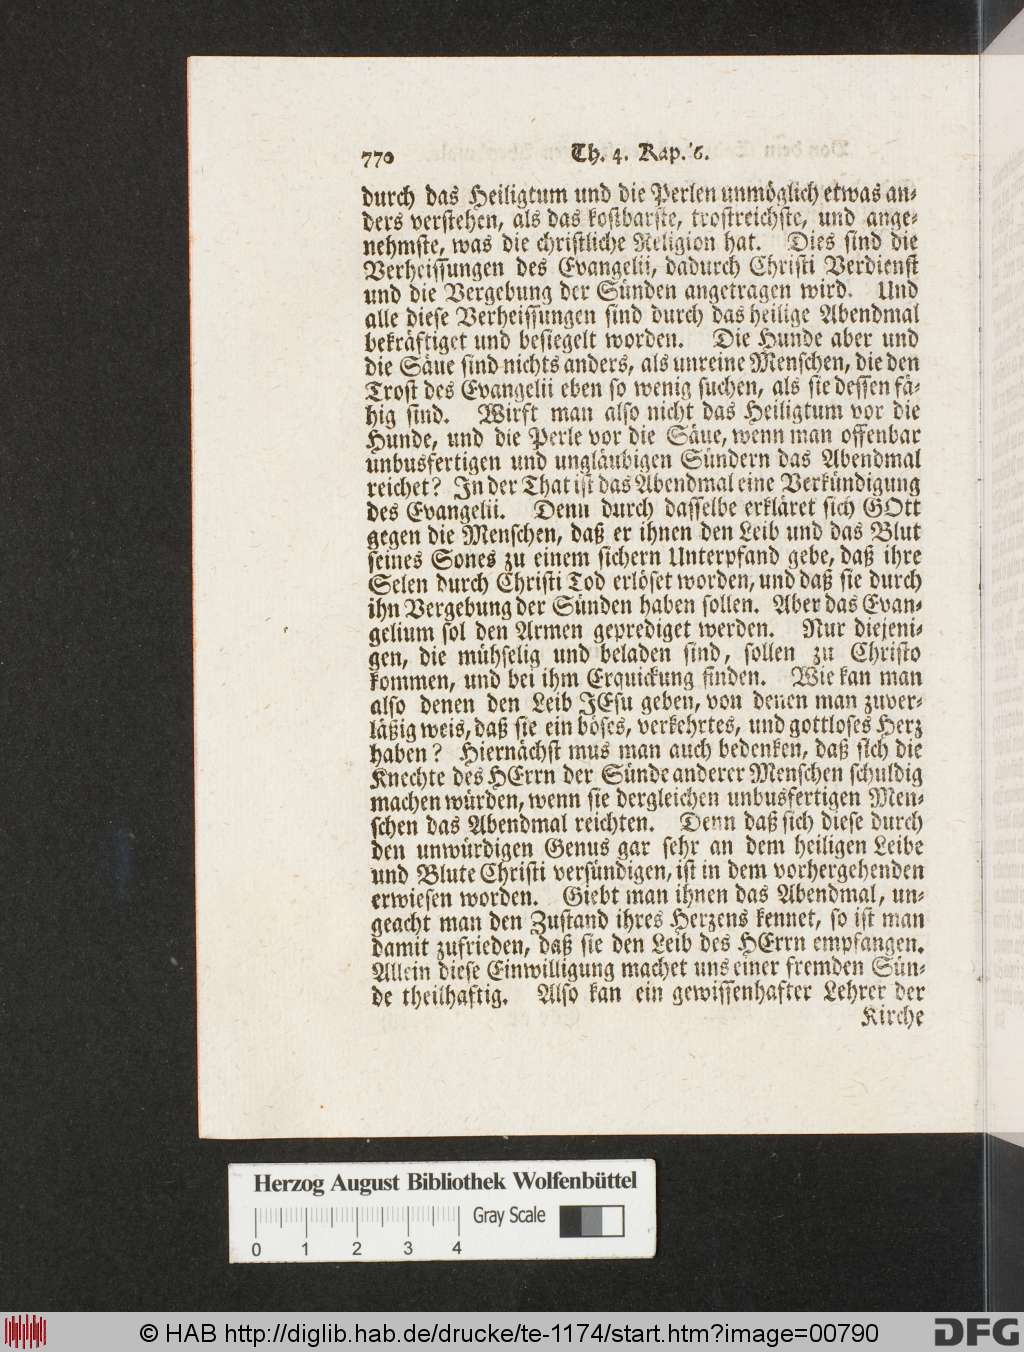 770 Th. 4. Kap. 6.
durch das Heiligtum und die Perlen unmöglich etwas an-
ders verstehen, als das kostbarste, trostreichste, und ange-
nehmste, was die christliche Religion hat. Dies sind die
Verheissungen des Evangelii, dadurch Christi Verdienst
und die Vergebung der Sünden angetragen wird. Und
alle diese Verheissungen sind durch das heilige Abendmal
bekräftiget und besiegelt worden. Die Hunde aber und
die Säue sind nichts anders, als unreine Menschen, die den
Trost des Evangelii eben so wenig suchen, als sie dessen fä-
hig sind. Wirft man also nicht das Heiligtum vor die
Hunde, und die Perle vor die Säue, wenn man offenbar
unbusfertigen und ungläubigen Sündern das Abendmal
reichet? In der That ist das Abendmal eine Verkündigung
des Evangelii. Denn durch dasselbe erkläret sich GOtt
gegen die Menschen, daß er ihnen den Leib und das Blut
seines Sones zu einem sichern Unterpfand gebe, daß ihre
Selen durch Christi Tod erlöset worden, und daß sie durch
ihn Vergebung der Sünden haben sollen. Aber das Evan-
gelium sol den Armen geprediget werden. Nur diejeni-
gen, die mühselig und beladen sind, sollen zu Christo
kommen, und bei ihm Erquickung finden. Wie kan man
also denen den Leib JEsu geben, von denen man zuver-
läßig weis, daß sie ein böses, verkehrtes, und gottloses Herz
haben? Hiernächst mus man auch bedenken, daß sich die
Knechte des HErrn der Sünde anderer Menschen schuldig
machen würden, wenn sie dergleichen unbusfertigen Men-
schen das Abendmal reichten. Denn daß sich diese durch
den unwürdigen Genus gar sehr an dem heiligen Leibe
und Blute Christi versündigen, ist in dem vorhergehenden
erwiesen worden. Giebt man ihnen das Abendmal, un-
geacht man den Zustand ihres Herzens kennet, so ist man
damit zufrieden, daß sie den Leib des HErrn empfangen.
Allein diese Einwilligung machet uns einer fremden Sün-
de theilhaftig. Also kan ein gewissenhafter Lehrer der
Kirche
Herzog August Bibliothek Wolfenbüttel
Gray Scale
0 1 2 3 4
© HAB http://diglib.hab.de/drucke/te-1174/start.htm?image=00790 DFG